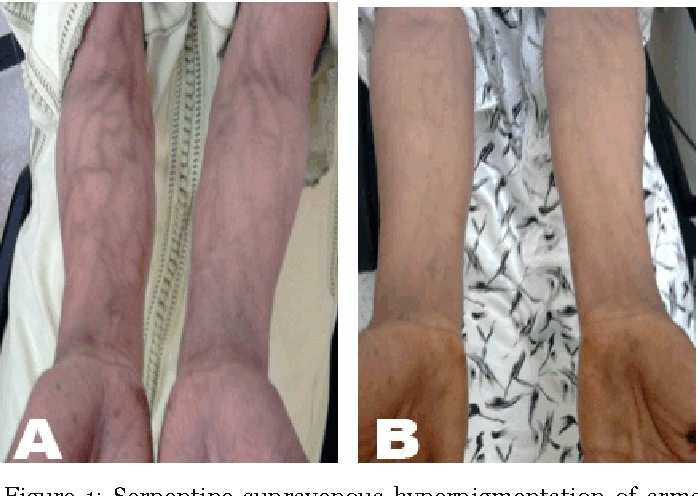 A B
Figure 1: Serpentine supravenous hyperpigmentation of arms